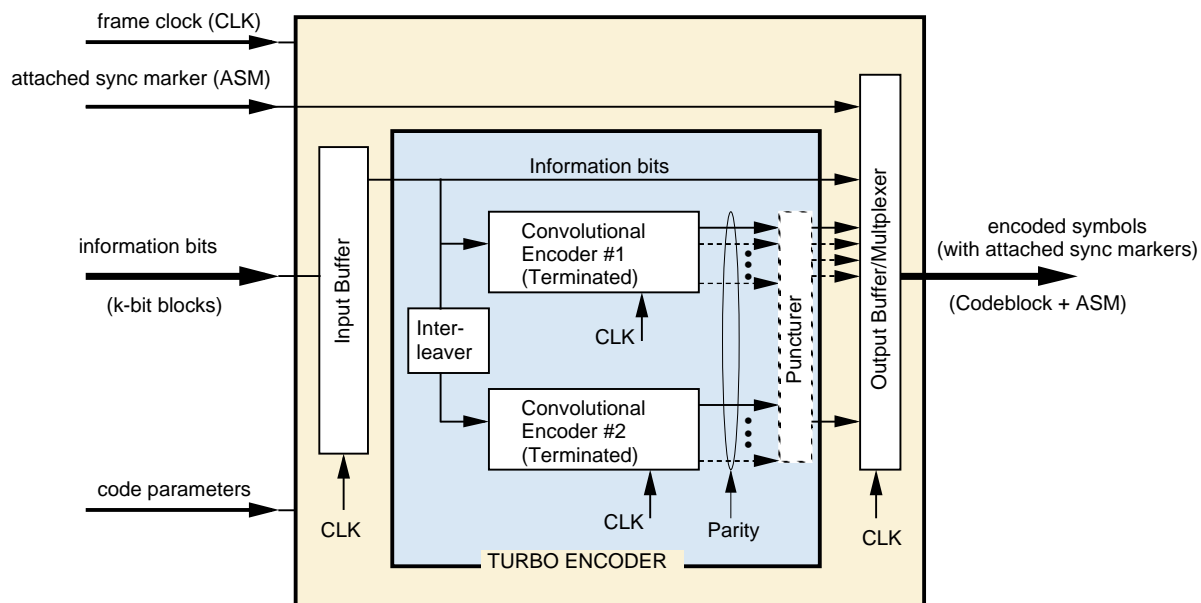 frame clock (CLK)
attached sync marker (ASM)
information bits
(k-bit blocks)
code parameters
Input Buffer
CLK
Information bits
Convolutional
Encoder #1
(Terminated)
CLK
Inter-
leaver
Convolutional
Encoder #2
(Terminated)
CLK
Parity
Puncturer
TURBO ENCODER
Output Buffer/Multplexer
CLK
encoded symbols
(with attached sync markers)
(Codeblock + ASM)